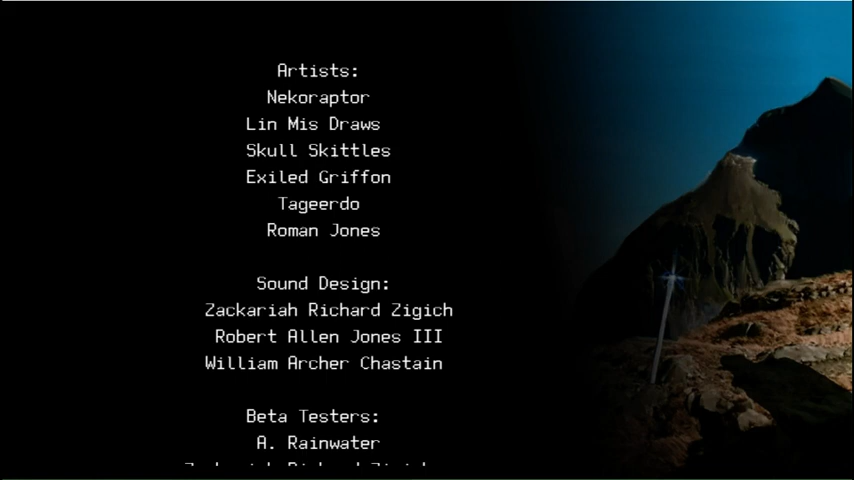 Artists:
Nekoraptor
Lin Mis Draws
Skull Skittles
Exiled Griffon
Tageerdo
Roman Jones
Sound Design:
Zackariah Richard Zigich
Robert Allen Jones III
William Archer Chastain
Beta Testers:
A. Rainwater